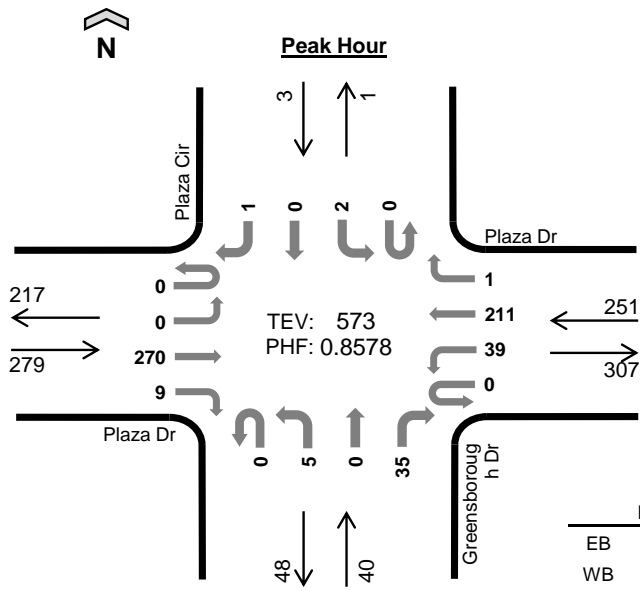 N
Peak Hour
3
1
Plaza Cir
1
0
2
0
Plaza Dr
0
0
270
9
1
211
39
0
217
279
251
307
TEV: 573
PHF: 0.8578
Plaza Dr
0
5
0
35
Greensboroug
h Dr
48
40
EB
WB